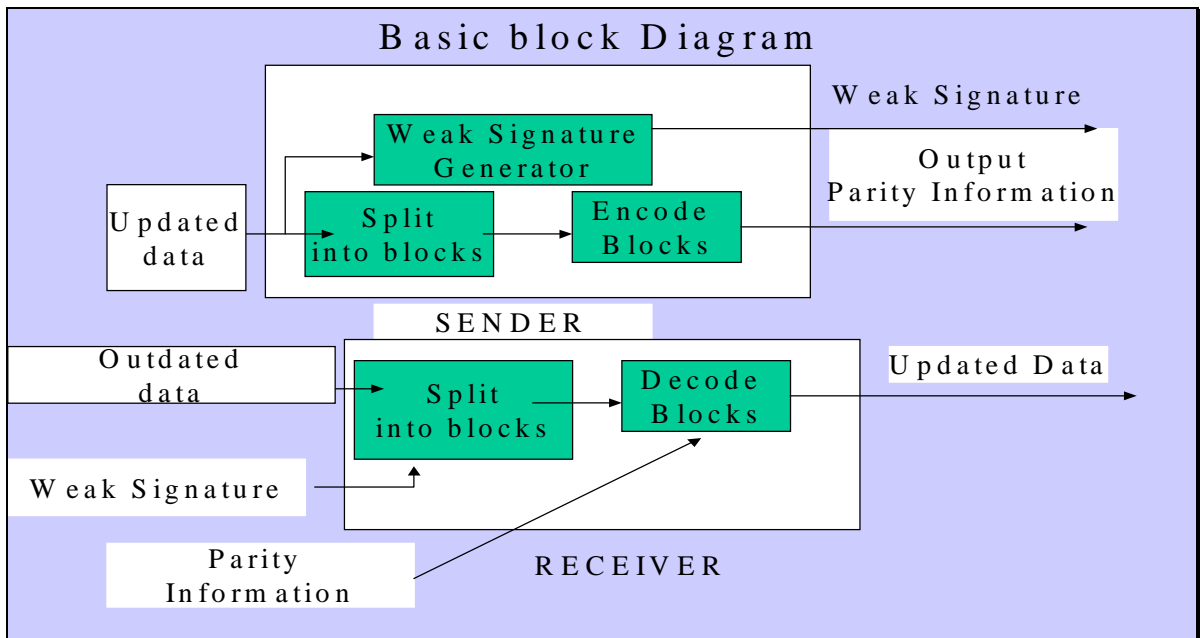 Basic block Diagram
Weak Signature
Weak Signature
Generator
Output
Parity Information
Updated
data
Split
into blocks
Encode
Blocks
SENDER
Outdated
data
Split
into blocks
Decode
Blocks
Updated Data
Weak Signature
Parity
Information
RECEIVER